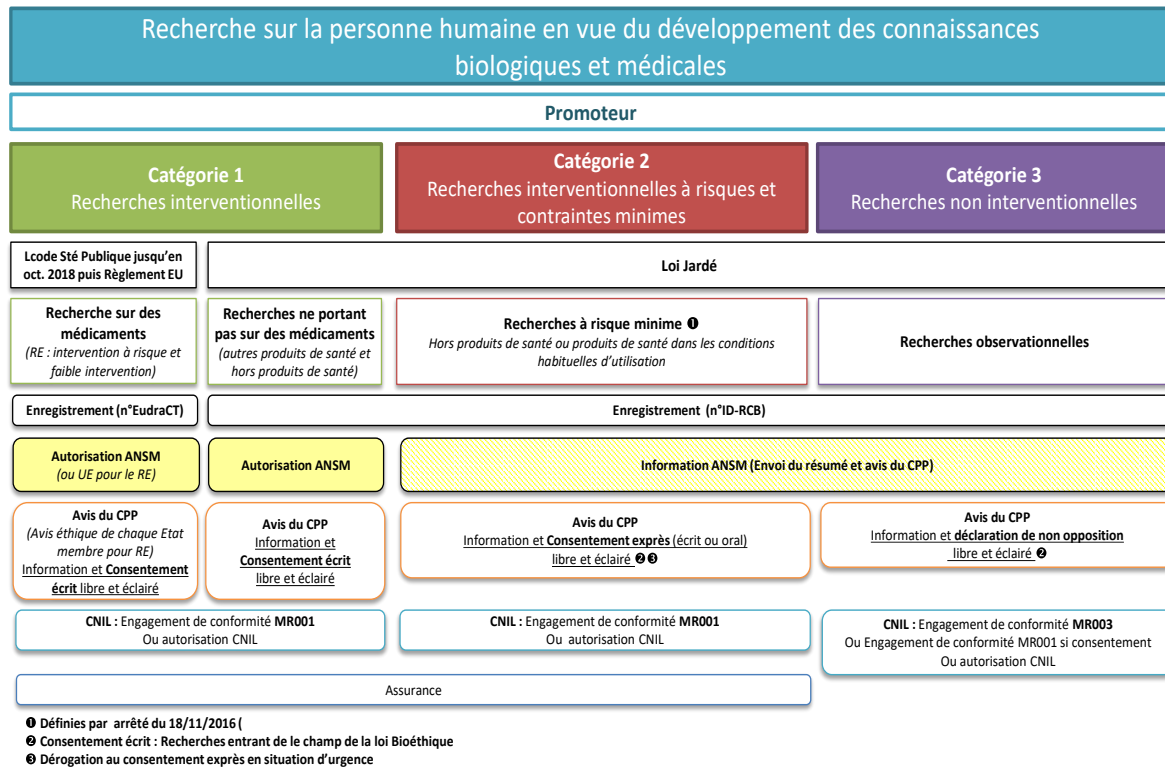 Recherche sur la personne humaine en vue du développement des connaissances
biologiques et médicales
Promoteur
Catégorie 1
Recherches interventionnelles
Catégorie 2
Recherches interventionnelles à risques et
contraintes minimes
Catégorie 3
Recherches non interventionnelles
Lcode Sté Publique jusqu'en
oct. 2018 puis Règlement EU
Loi Jardé
Recherche sur des
médicaments
(RE : intervention à risque et
faible intervention)
Recherches ne portant
pas sur des médicaments
(autres produits de santé et
hors produits de santé)
Recherches à risque minime ❶
Hors produits de santé ou produits de santé dans les conditions
habituelles d'utilisation
Recherches observationnelles
Enregistrement (n°EudraCT)
Enregistrement (n°ID-RCB)
Autorisation ANSM
(ou UE pour le RE)
Autorisation ANSM
Information ANSM (Envoi du résumé et avis du CPP)
Avis du CPP
(Avis éthique de chaque Etat
membre pour RE)
Information et Consentement
écrit libre et éclairé
Avis du CPP
Information et
Consentement écrit
libre et éclairé
Avis du CPP
Information et Consentement exprès (écrit ou oral)
libre et éclairé ❷❸
Avis du CPP
Information et déclaration de non opposition
libre et éclairé ❷
CNIL : Engagement de conformité MR001
Ou autorisation CNIL
CNIL : Engagement de conformité MR001
Ou autorisation CNIL
CNIL : Engagement de conformité MR003
Ou Engagement de conformité MR001 si consentement
Ou autorisation CNIL
Assurance
❶ Définies par arrêté du 18/11/2016 (
❷ Consentement écrit : Recherches entrant de le champ de la loi Bioéthique
❸ Dérogation au consentement exprès en situation d'urgence